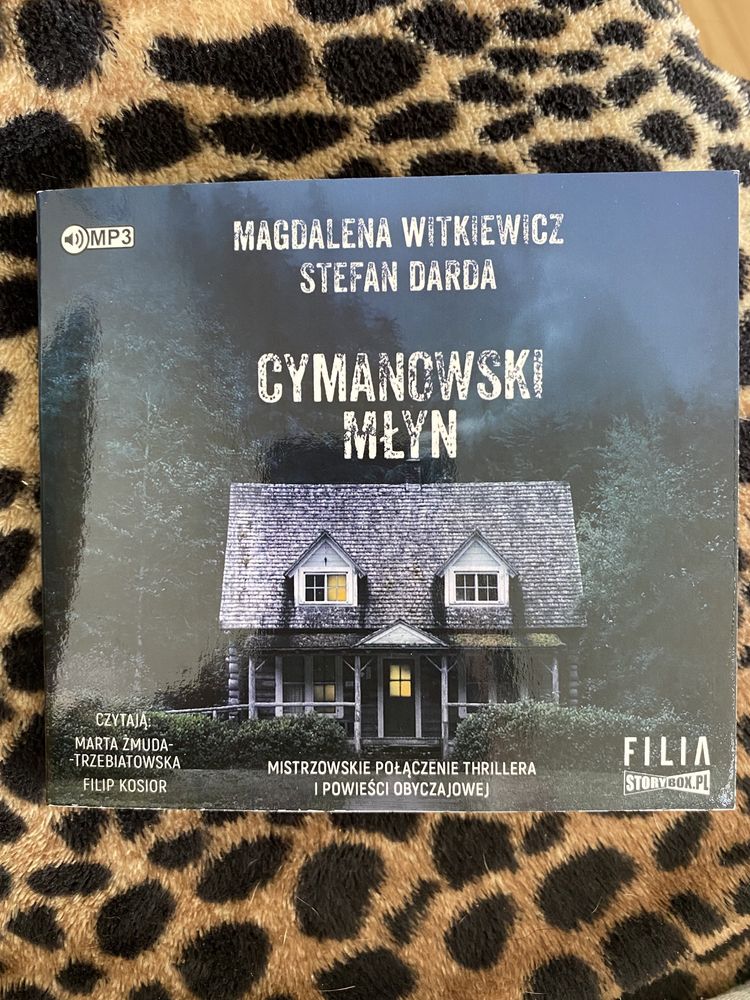 MP3
MAGDALENA WITKIEWICZ
STEFAN DARDA
CYMANOWSKI
MŁYN
CZYTAJĄ:
MARTA ŻMUDA-
-TRZEBIATOWSKA
FILIP KOSIOR
MISTRZOWSKIE POŁĄCZENIE THRILLERA
I POWIEŚCI OBYCZAJOWEJ
FILIA
STORYBOX.PL